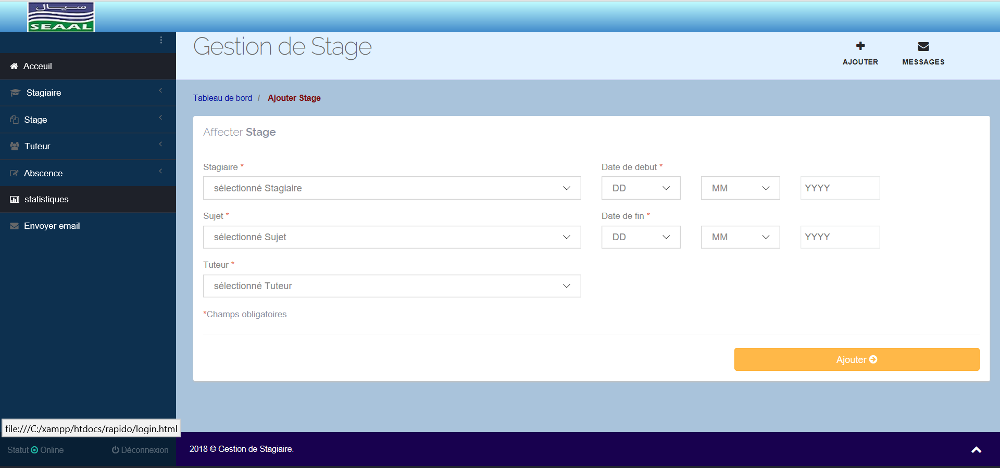 سيال
SEAAL
Gestion de Stage
AJOUTER
MESSAGES
Acceuil
Stagiaire
Stage
Tuteur
Abscence
statistiques
Envoyer email
Tableau de bord / Ajouter Stage
Affecter Stage
Stagiaire *
Date de debut *
sélectionné Stagiaire
DD
MM
YYYY
Sujet *
Date de fin *
sélectionné Sujet
DD
MM
YYYY
Tuteur *
sélectionné Tuteur
*Champs obligatoires
Ajouter
file:///C:/xampp/htdocs/rapido/login.html
Statut Online
Déconnexion
2018 © Gestion de Stagiaire.